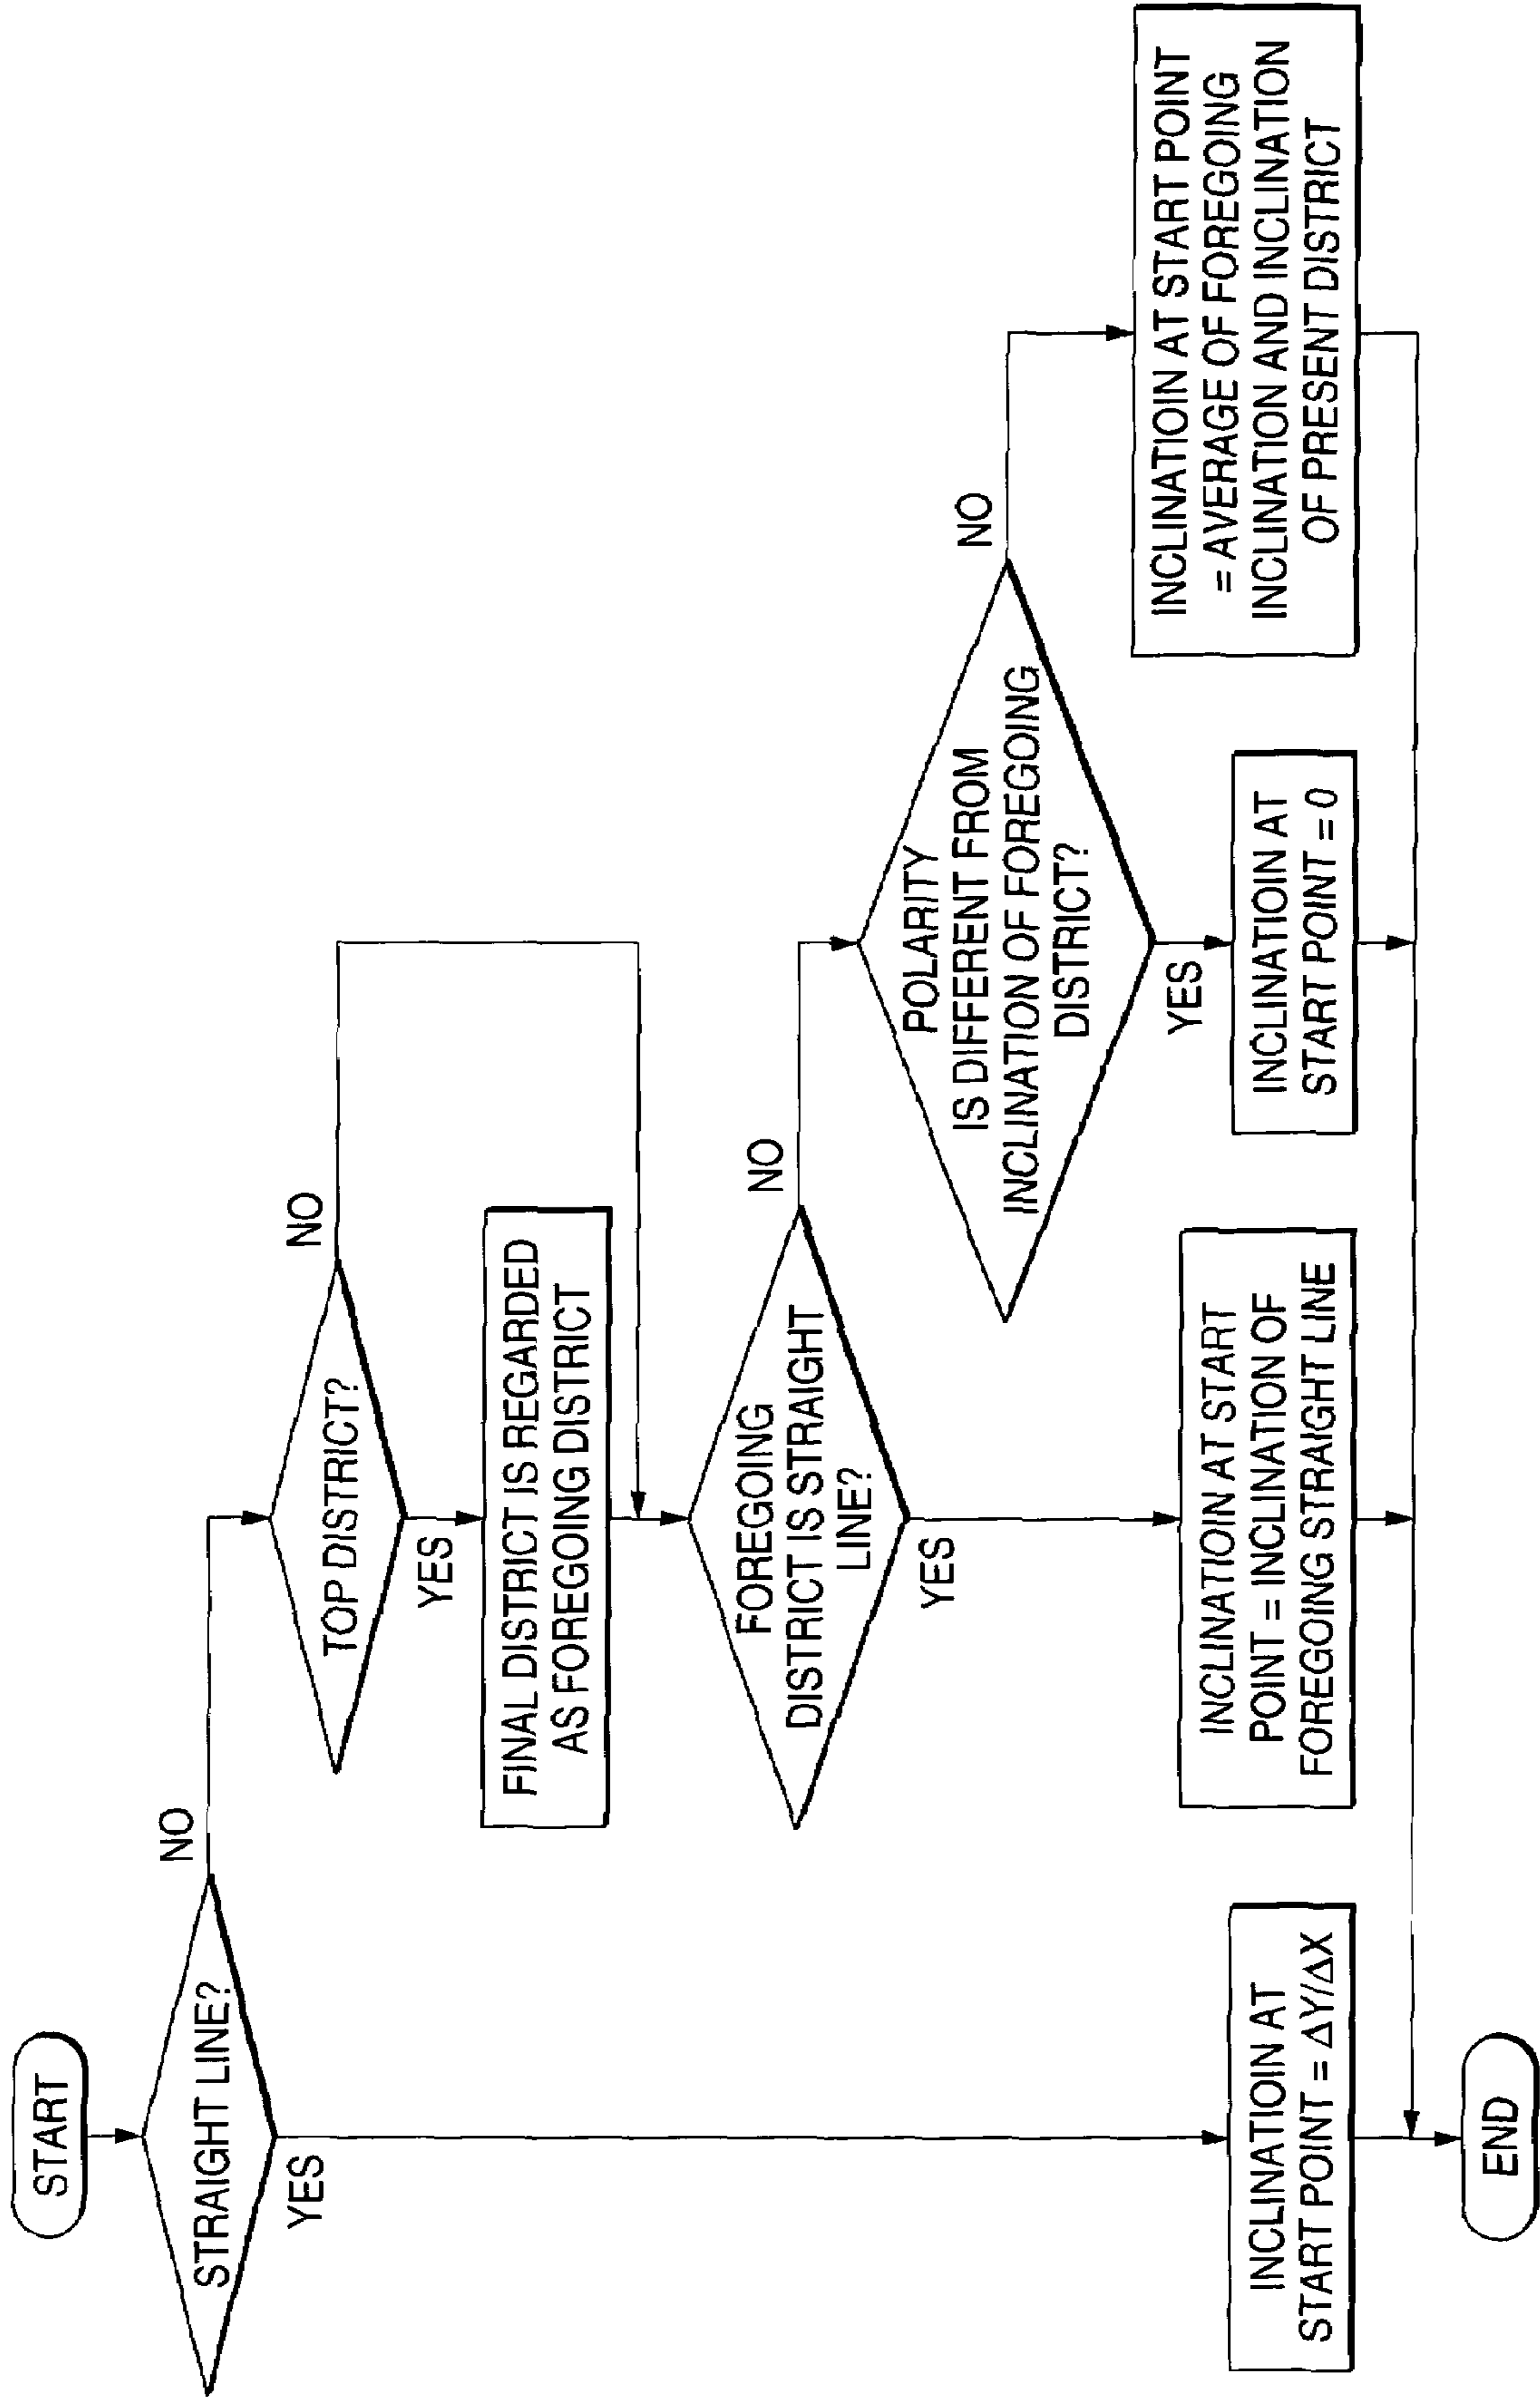 START
STRAIGHT LINE?
NO
YES
TOP DISTRICT?
NO
YES
FINAL DISTRICT IS REGARDED
AS FOREGOING DISTRICT
FOREGOING
DISTRICT IS STRAIGHT
LINE?
NO
YES
POLARITY
IS DIFFERENT FROM
INCLINATION OF FOREGOING
DISTRICT?
NO
YES
INCLINATIOIN AT
START POINT = ΔY/ΔX
INCLINATIOIN AT START
POINT = INCLINATION OF
FOREGOING STRAIGHT LINE
INCLINATIOIN AT
START POINT = 0
INCLINATIOIN AT START POINT
= AVERAGE OF FOREGOING
INCLINATION AND INCLINATION
OF PRESENT DISTRICT
END